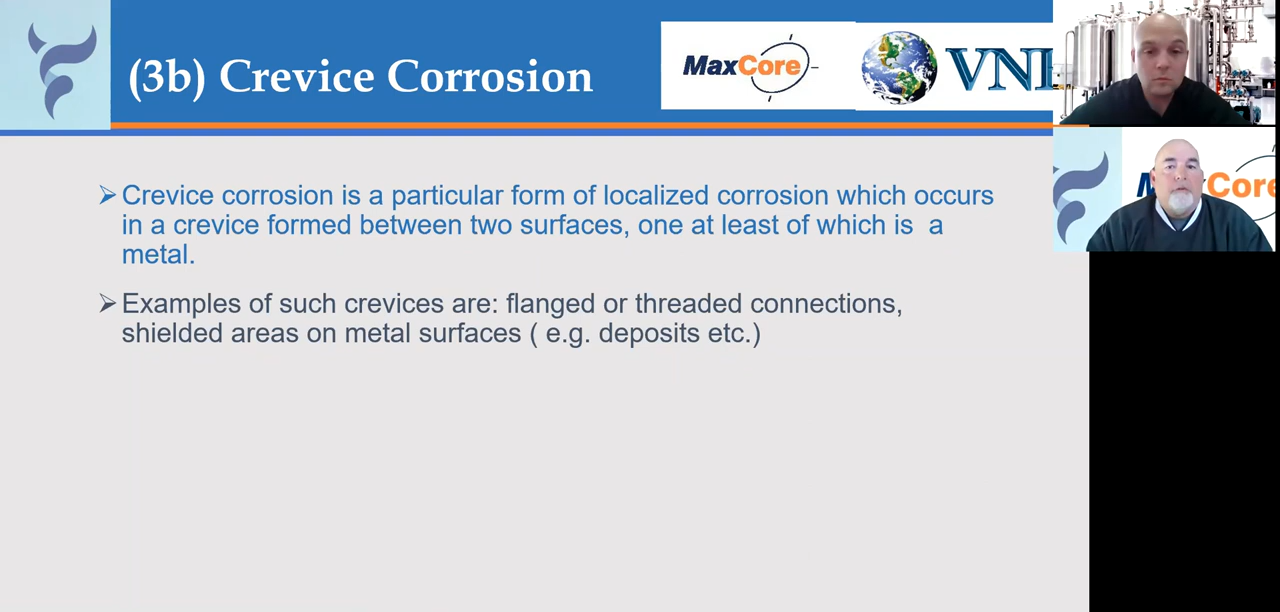 (3b) Crevice Corrosion
MaxCore
➢ Crevice corrosion is a particular form of localized corrosion which occurs
in a crevice formed between two surfaces, one at least of which is a
metal.
➢ Examples of such crevices are: flanged or threaded connections,
shielded areas on metal surfaces ( e.g. deposits etc.)
Core